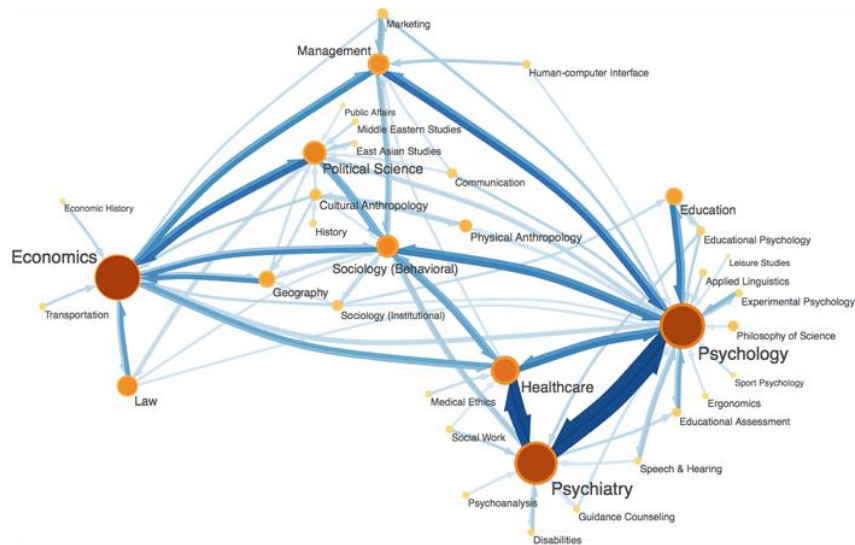 Marketing
Management
Human-computer Interface
Public Affairs
Middle Eastern Studies
East Asian Studies
Political Science
Communication
Economic History
Cultural Anthropology
Education
History
Physical Anthropology
Educational Psychology
Economics
Sociology (Behavioral)
Leisure Studies
Applied Linguistics
Geography
Experimental Psychology
Transportation
Sociology (Institutional)
Philosophy of Science
Psychology
Law
Healthcare
Sport Psychology
Medical Ethics
Ergonomics
Educational Assessment
Social Work
Speech & Hearing
Psychiatry
Psychoanalysis
Guidance Counseling
Disabilities